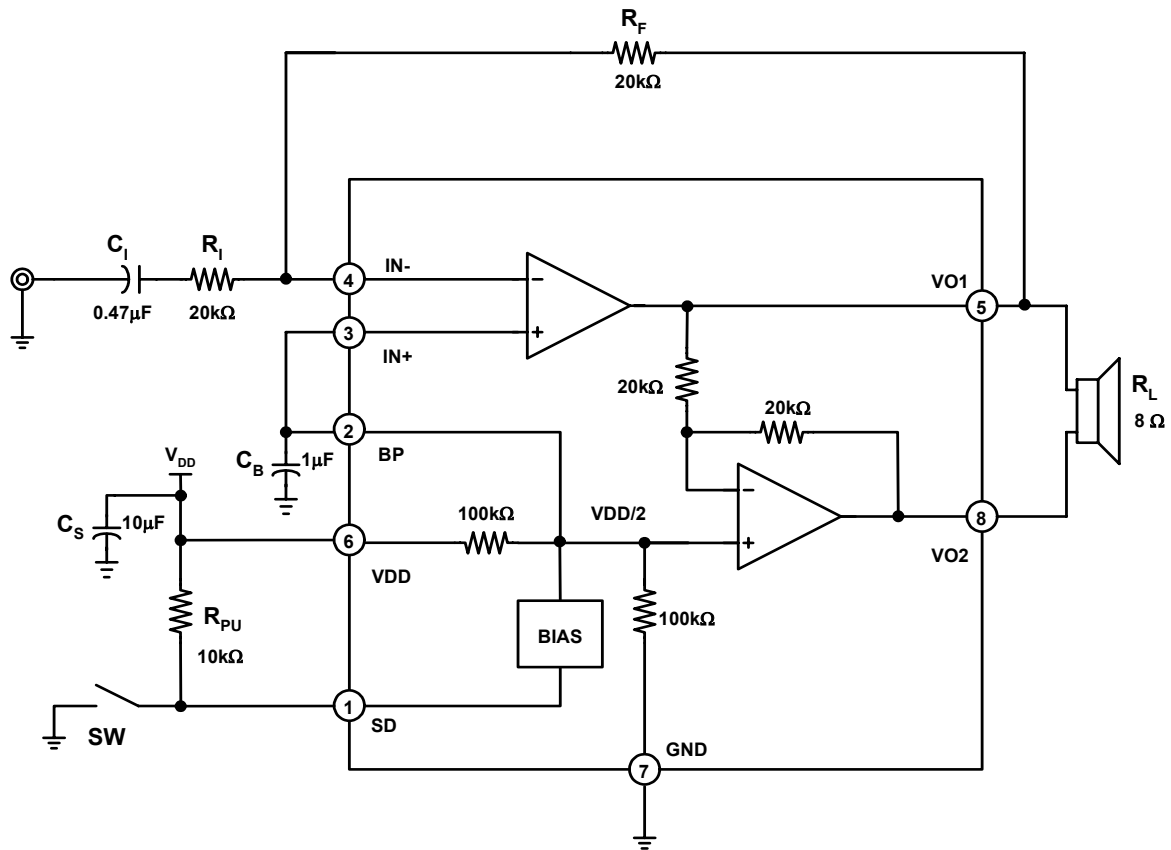 R_F
20kΩ
C_I
R_I
0.47μF
20kΩ
4
IN-
−
3
IN+
+
VO1
5
20kΩ
20kΩ
R_L
8 Ω
2
BP
C_B
1μF
V_DD
C_S
10μF
100kΩ
VDD/2
−
+
6
VDD
8
VO2
R_PU
10kΩ
BIAS
100kΩ
1
SD
SW
GND
7